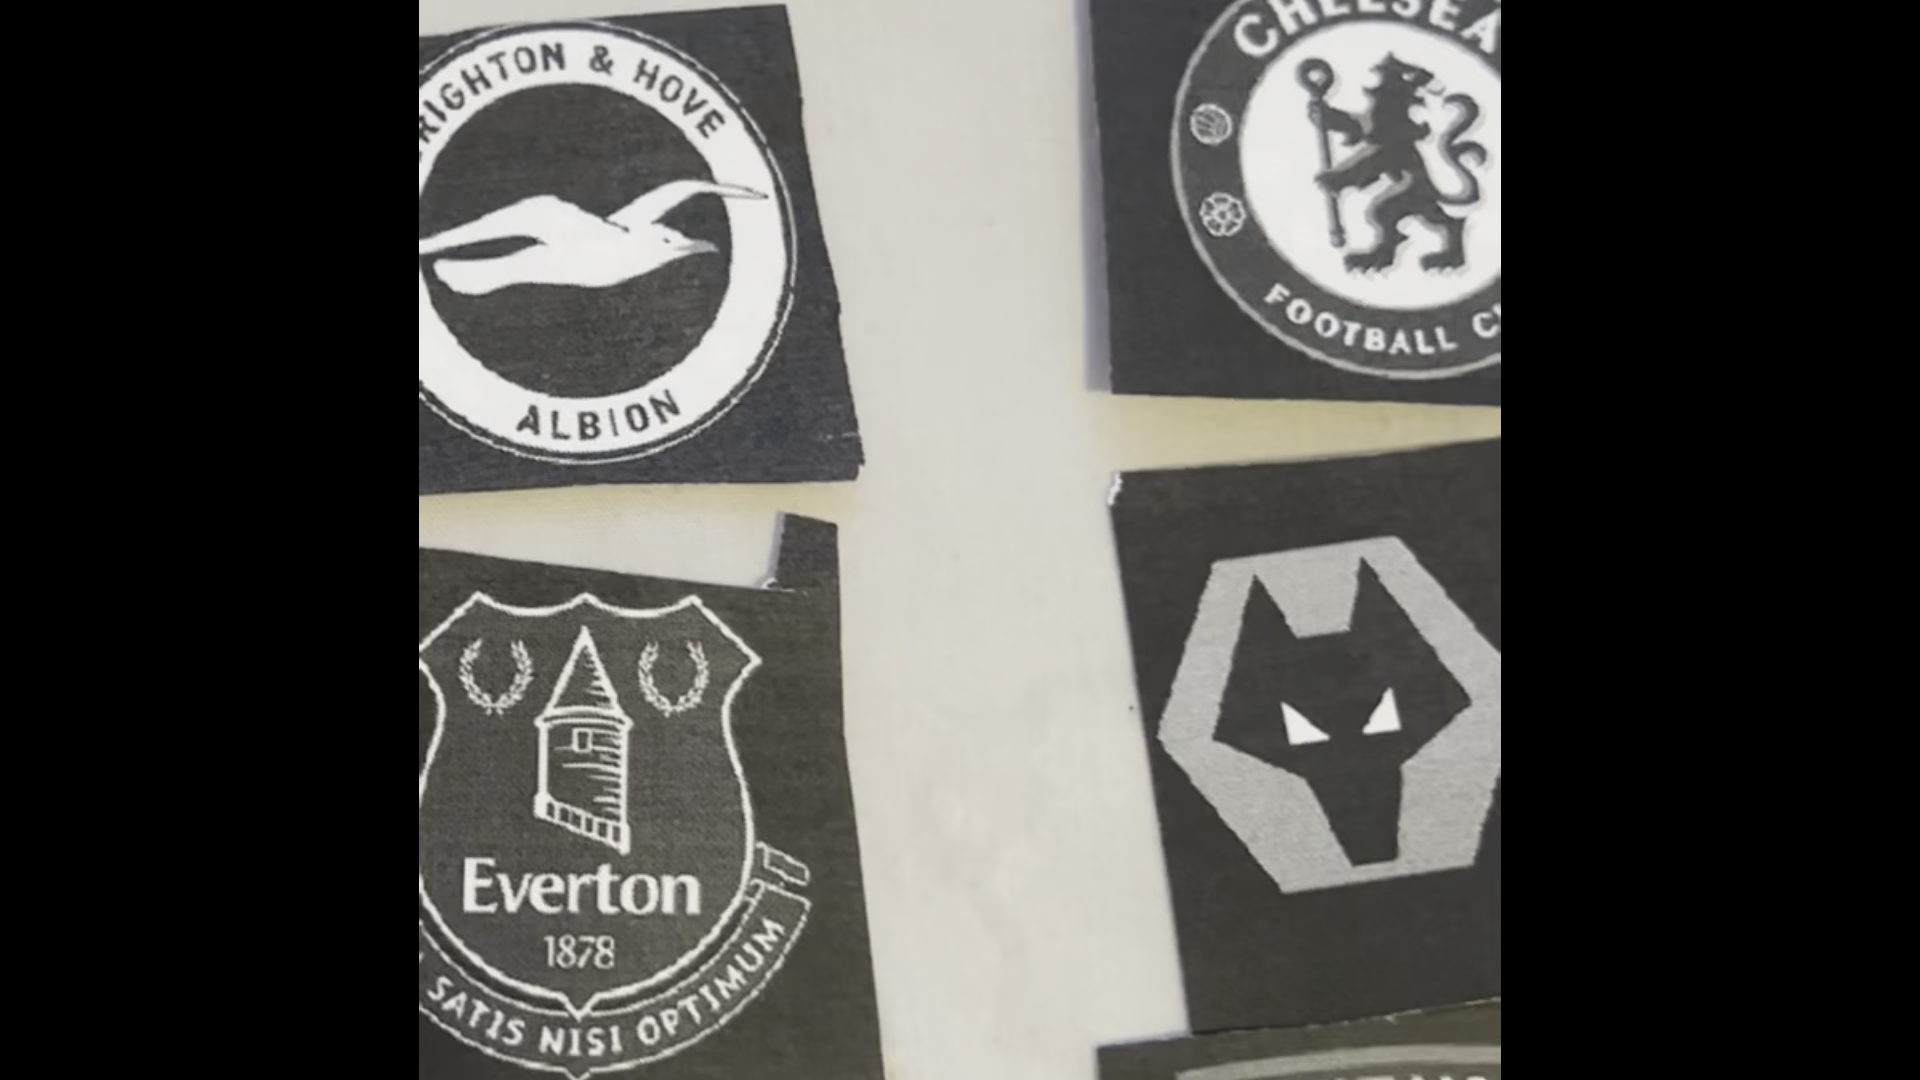 RIGHTON & HOVE
ALBION
CHELSEA
FOOTBALL C
Everton
1878
SATIS NISI OPTIMUM